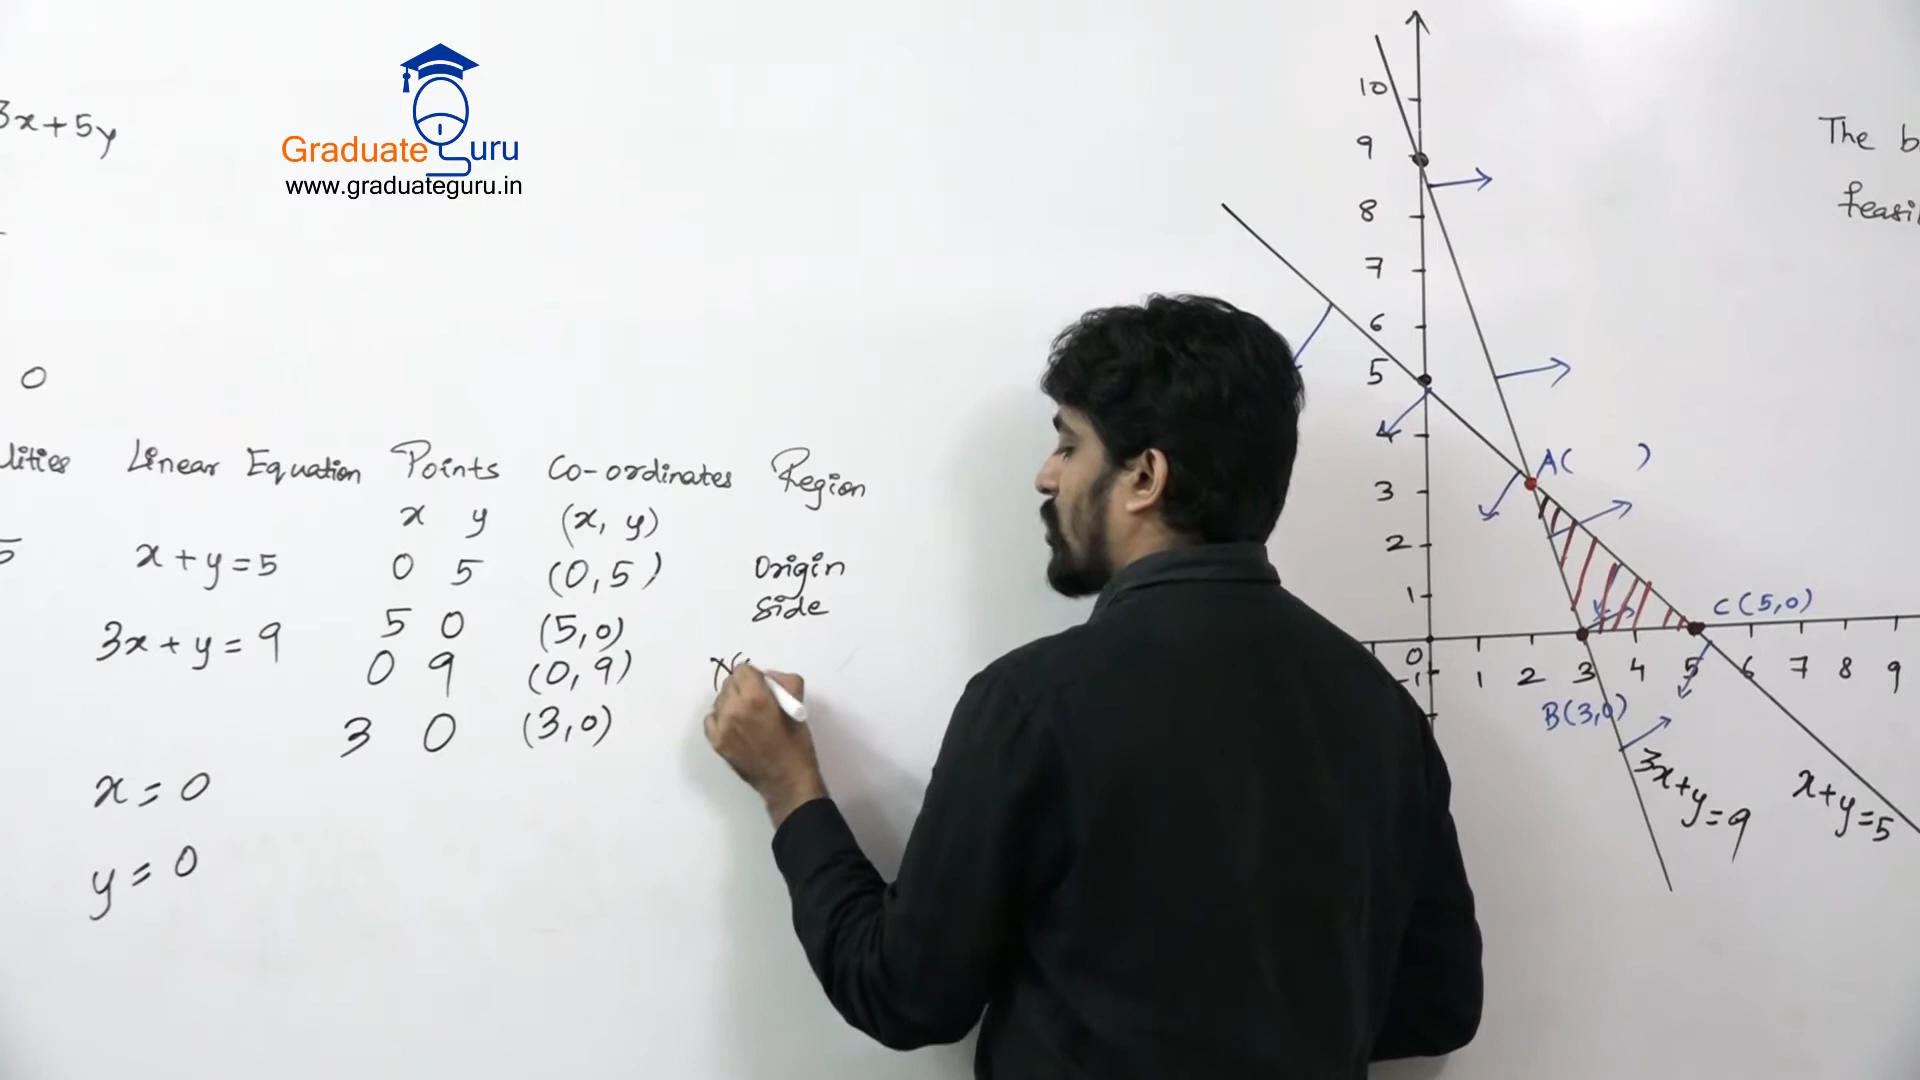 3x+5y
GraduateGuru
www.graduateguru.in
0
Linear Equation Points Co-ordinates Region
x y (x, y)
x+y=5 0 5 (0,5) Origin
side
5 0 (5,0)
3x+y=9
0 9 (0,9)
3 0 (3,0)
x=0
y=0
10
9
8
7
6
5
4
3
2
1
0
-1
1 2 3 4 5 6 7 8 9
A( )
C(5,0)
B(3,0)
3x+y=9
x+y=5
The